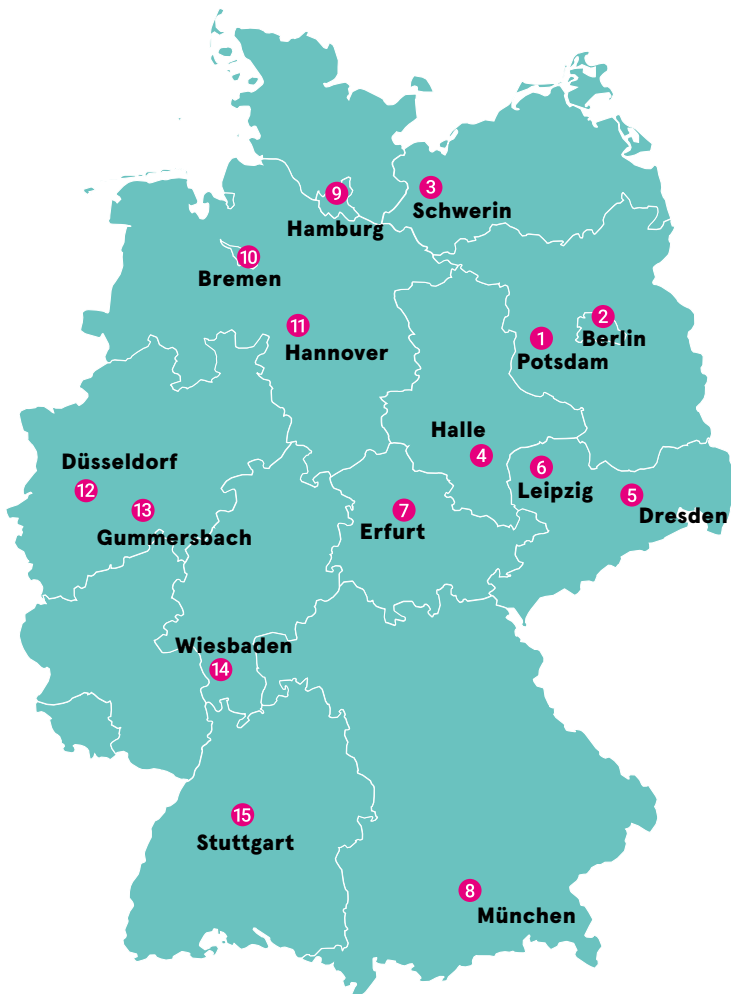 3
9
Schwerin
Hamburg
10
Bremen
2
11
Berlin
1
Hannover
Potsdam
Halle
4
Düsseldorf
6
12
Leipzig
5
13
7
Dresden
Gummersbach
Erfurt
Wiesbaden
14
15
Stuttgart
8
München